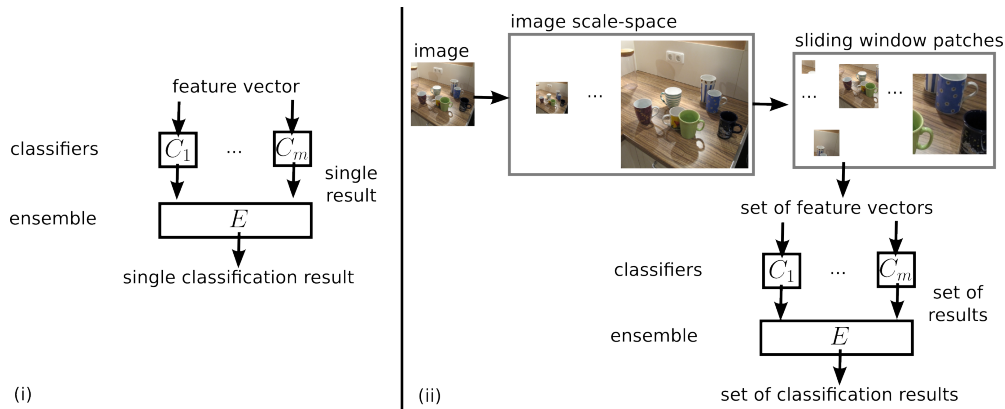 feature vector
classifiers
C1 ... Cm
single
result
ensemble
E
single classification result
(i)
image scale-space
image
...
sliding window patches
... ...
set of feature vectors
classifiers
C1 ... Cm
set of
results
ensemble
E
set of classification results
(ii)